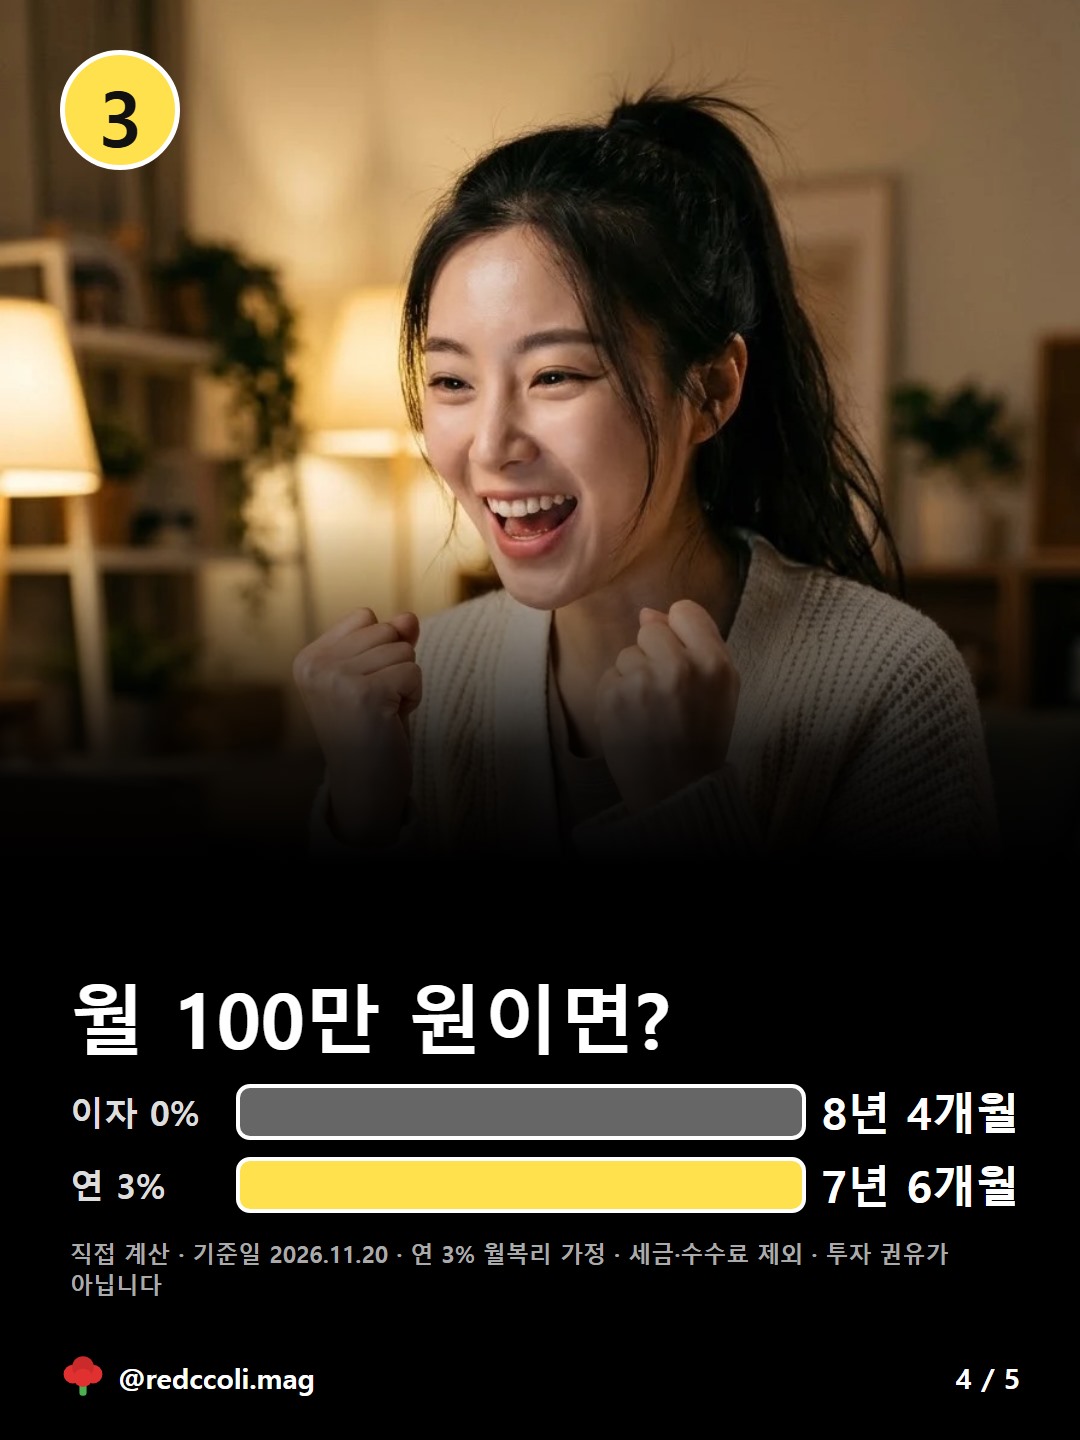 3
월 100만 원이면?
이자 0% 8년 4개월
연 3% 7년 6개월
직접 계산 · 기준일 2026.11.20 · 연 3% 월복리 가정 · 세금·수수료 제외 · 투자 권유가
아닙니다
@redccoli.mag 4 / 5